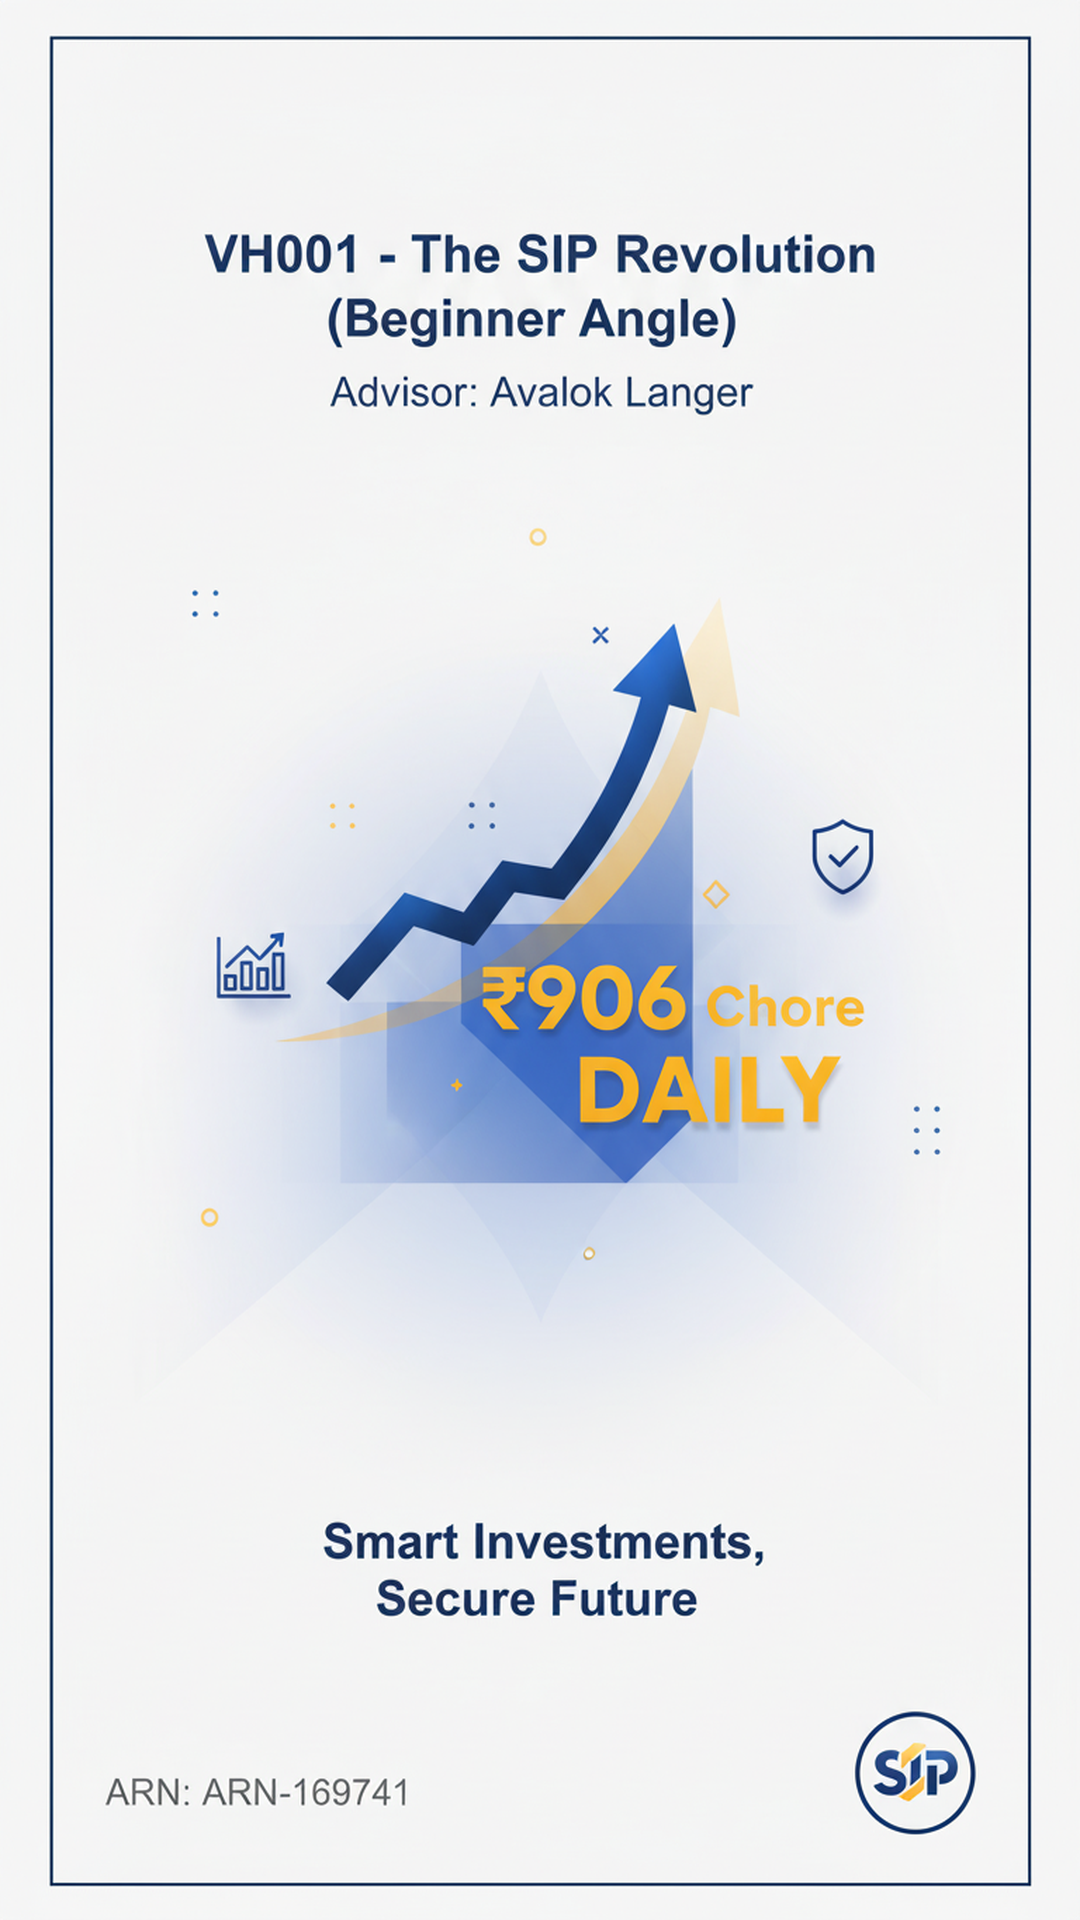 VH001 - The SIP Revolution
(Beginner Angle)
Advisor: Avalok Langer
₹906 Chore
DAILY
Smart Investments,
Secure Future
ARN: ARN-169741
SIP